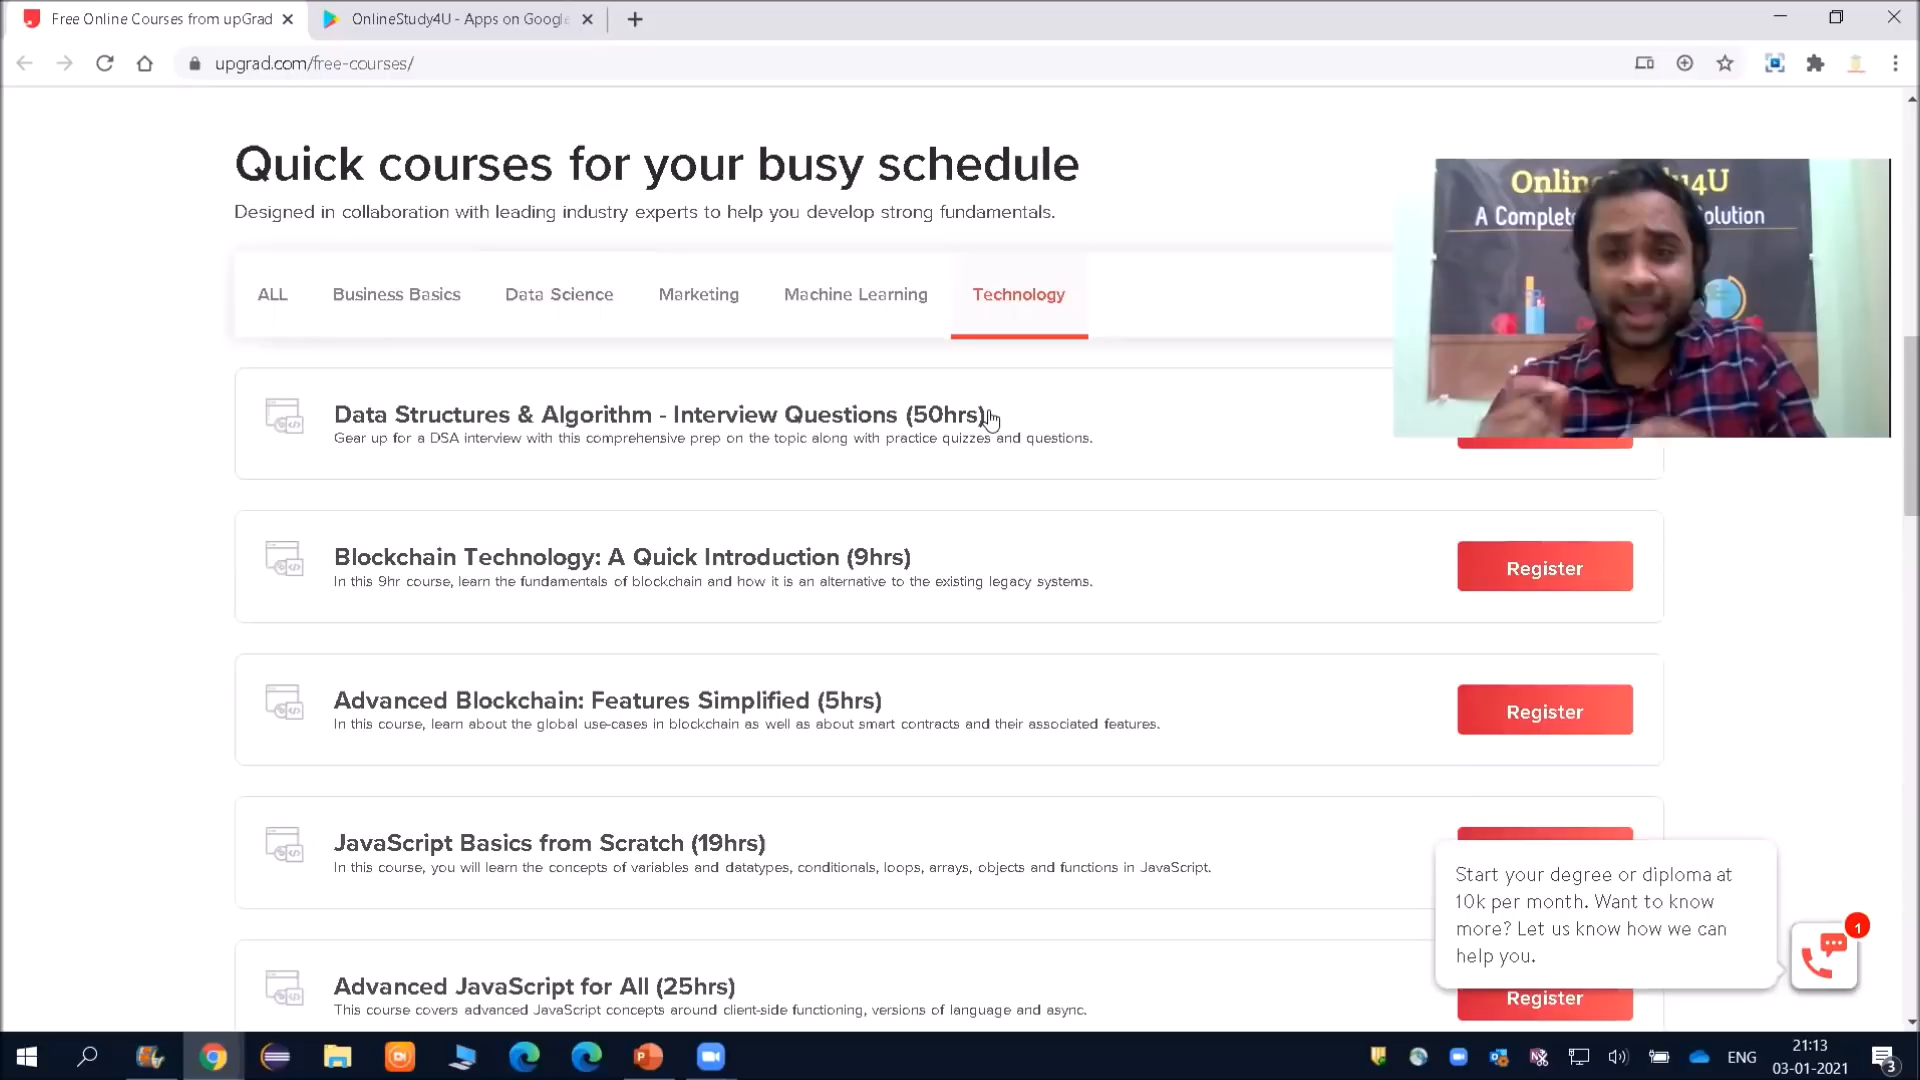 Free Online Courses from upGrad
OnlineStudy4U - Apps on Google
upgrad.com/free-courses/
Quick courses for your busy schedule
Designed in collaboration with leading industry experts to help you develop strong fundamentals.
ALL
Business Basics
Data Science
Marketing
Machine Learning
Technology
A Complet
olution
Data Structures & Algorithm - Interview Questions (50hrs)
Gear up for a DSA interview with this comprehensive prep on the topic along with practice quizzes and questions.
Blockchain Technology: A Quick Introduction (9hrs)
In this 9hr course, learn the fundamentals of blockchain and how it is an alternative to the existing legacy systems.
Register
Advanced Blockchain: Features Simplified (5hrs)
In this course, learn about the global use-cases in blockchain as well as about smart contracts and their associated features.
Register
JavaScript Basics from Scratch (19hrs)
In this course, you will learn the concepts of variables and datatypes, conditionals, loops, arrays, objects and functions in JavaScript.
Start your degree or diploma at
10k per month. Want to know
more? Let us know how we can
help you.
1
Advanced JavaScript for All (25hrs)
This course covers advanced JavaScript concepts around client-side functioning, versions of language and async.
Register
ENG
21:13
03-01-2021
3